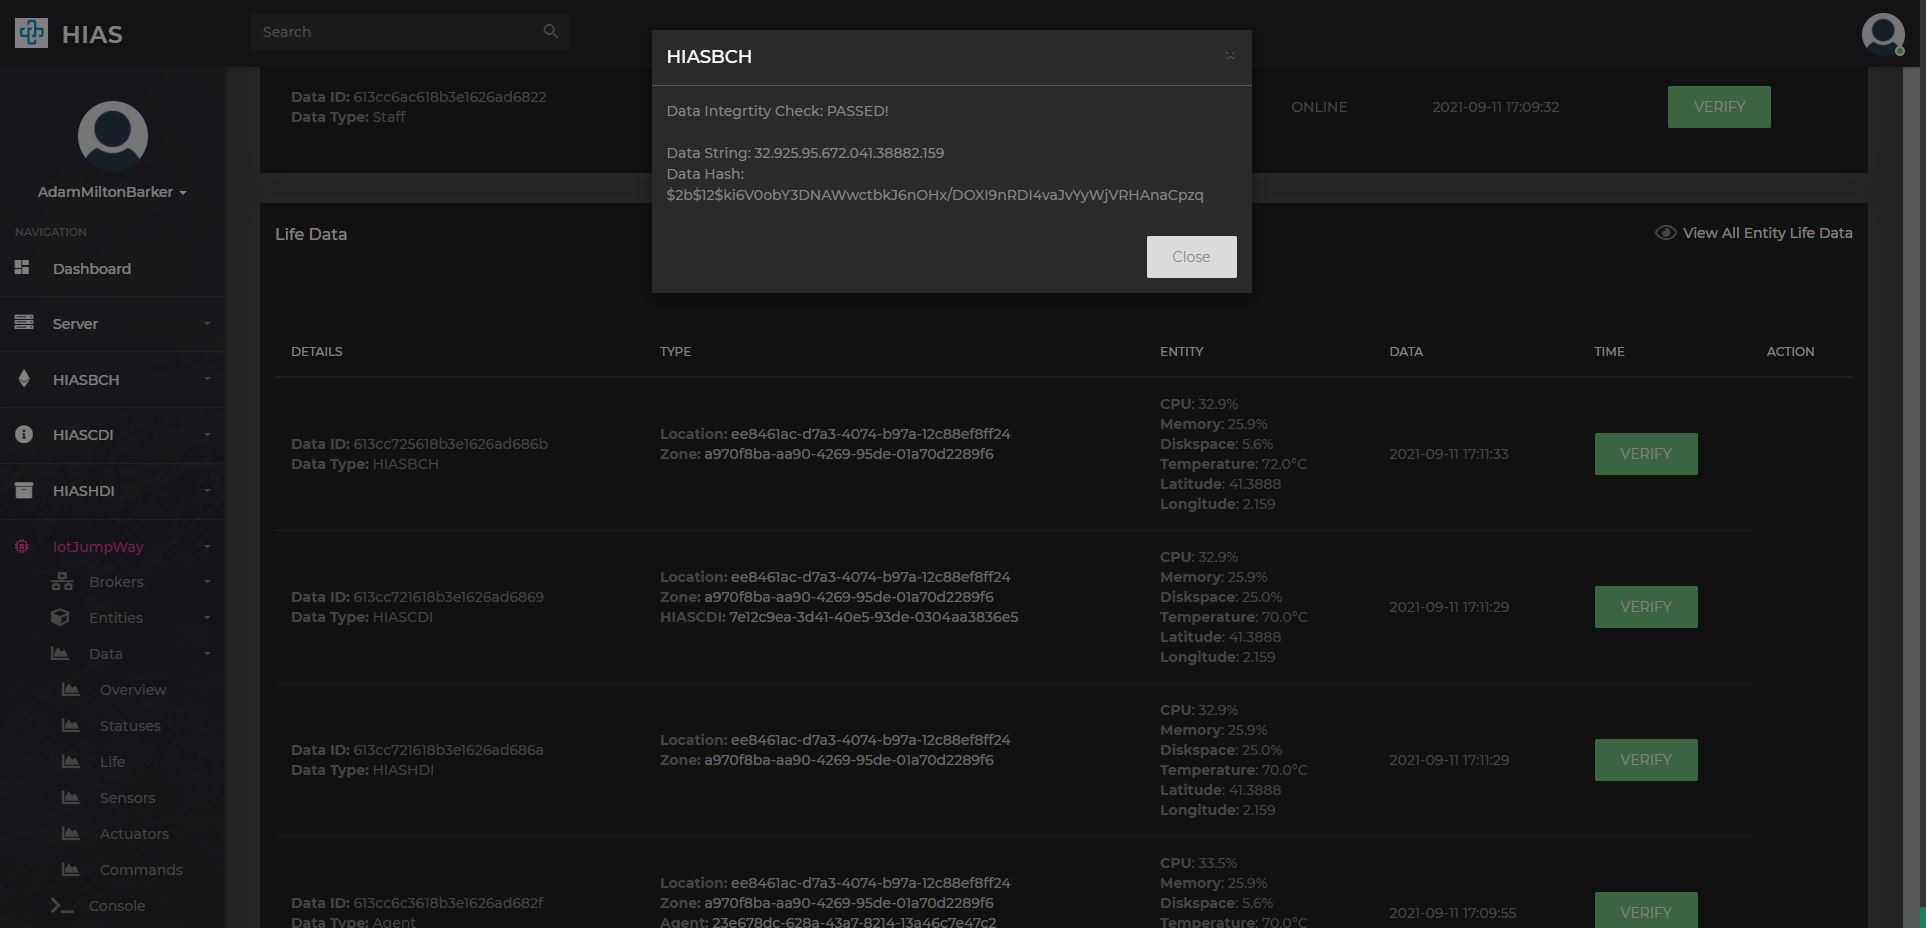 HIAS
Search
HIASBCH
×
Data Integrtity Check: PASSED!
Data String: 32.925.95.672.041.38882.159
Data Hash:
$2b$12$ki6V0obY3DNAWwctbkJ6nOHx/DOXI9nRDI4vaJvYyWjVRHAnaCpzq
Close
Data ID: 613cc6ac618b3e1626ad6822
Data Type: Staff
ONLINE
2021-09-11 17:09:32
VERIFY
AdamMiltonBarker
NAVIGATION
Dashboard
Server
HIASBCH
HIASCDI
HIASHDI
IotJumpWay
Brokers
Entities
Data
Overview
Statuses
Life
Sensors
Actuators
Commands
Console
Life Data
View All Entity Life Data
DETAILS TYPE ENTITY DATA TIME ACTION
Data ID: 613cc725618b3e1626ad686b
Data Type: HIASBCH
Location: ee8461ac-d7a3-4074-b97a-12c88ef8ff24
Zone: a970f8ba-aa90-4269-95de-01a70d2289f6
CPU: 32.9%
Memory: 25.9%
Diskspace: 5.6%
Temperature: 72.0°C
Latitude: 41.3888
Longitude: 2.159
2021-09-11 17:11:33
VERIFY
Data ID: 613cc721618b3e1626ad6869
Data Type: HIASCDI
Location: ee8461ac-d7a3-4074-b97a-12c88ef8ff24
Zone: a970f8ba-aa90-4269-95de-01a70d2289f6
HIASCDI: 7e12c9ea-3d41-40e5-93de-0304aa3836e5
CPU: 32.9%
Memory: 25.9%
Diskspace: 25.0%
Temperature: 70.0°C
Latitude: 41.3888
Longitude: 2.159
2021-09-11 17:11:29
VERIFY
Data ID: 613cc721618b3e1626ad686a
Data Type: HIASHDI
Location: ee8461ac-d7a3-4074-b97a-12c88ef8ff24
Zone: a970f8ba-aa90-4269-95de-01a70d2289f6
CPU: 32.9%
Memory: 25.9%
Diskspace: 25.0%
Temperature: 70.0°C
Latitude: 41.3888
Longitude: 2.159
2021-09-11 17:11:29
VERIFY
Data ID: 613cc6c3618b3e1626ad682f
Data Type: Agent
Location: ee8461ac-d7a3-4074-b97a-12c88ef8ff24
Zone: a970f8ba-aa90-4269-95de-01a70d2289f6
Agent: 23e678dc-628a-43a7-8214-13a46c7e47c2
CPU: 33.5%
Memory: 25.9%
Diskspace: 5.6%
Temperature: 70.0°C
2021-09-11 17:09:55
VERIFY